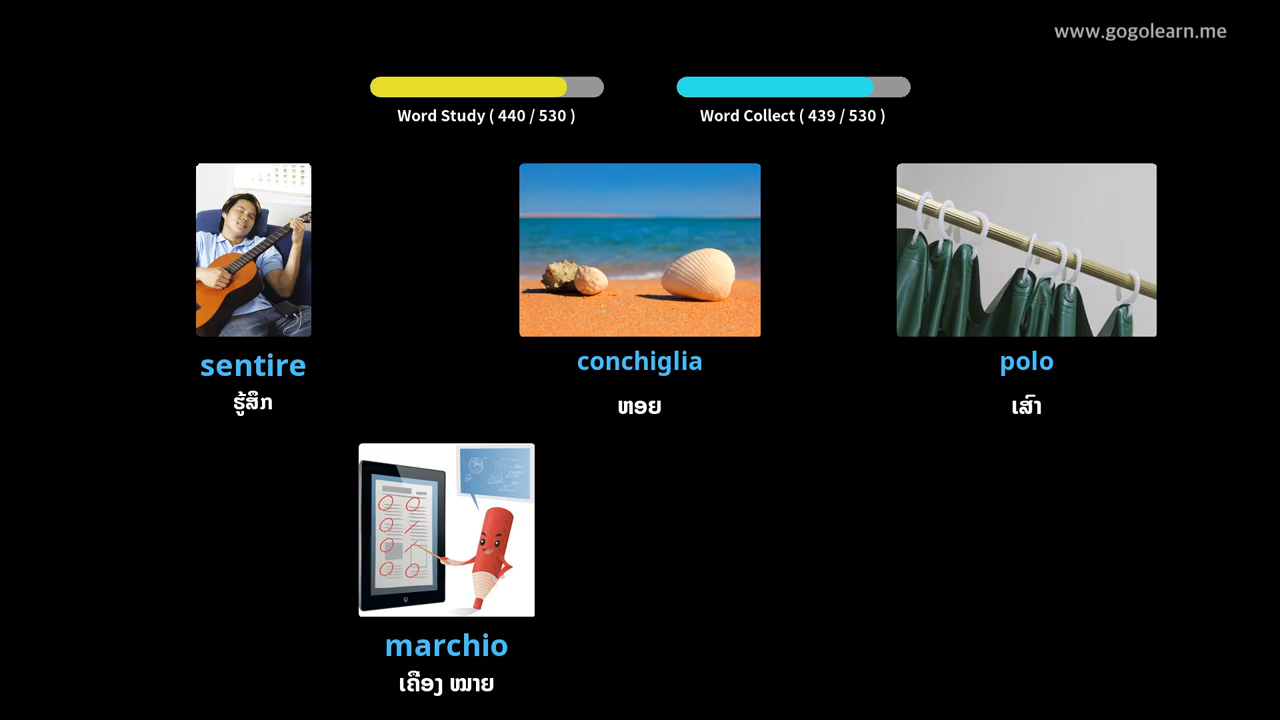 www.gogolearn.me
Word Study ( 440 / 530 )
Word Collect ( 439 / 530 )
sentire
ຮູ້ສຶກ
conchiglia
ຫອຍ
polo
ເສົາ
marchio
ເຄືອງ ໝາຍ